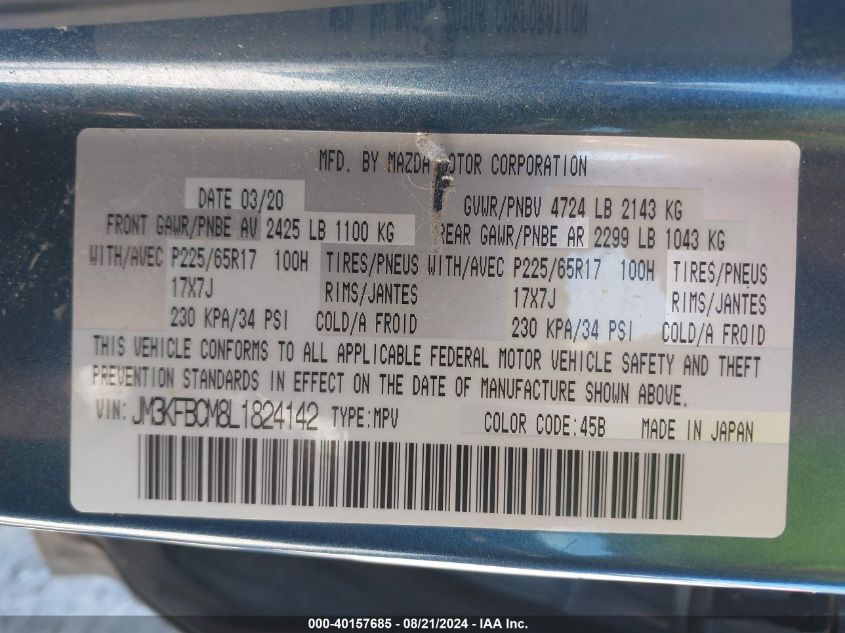 MFD. BY MAZDA MOTOR CORPORATION
DATE 03/20 GVWR/PNBV 4724 LB 2143 KG
FRONT GAWR/PNBE AV 2425 LB 1100 KG REAR GAWR/PNBE AR 2299 LB 1043 KG
WITH/AVEC P225/65R17 100H TIRES/PNEUS WITH/AVEC P225/65R17 100H TIRES/PNEUS
17X7J RIMS/JANTES 17X7J RIMS/JANTES
230 KPA/34 PSI COLD/A FROID 230 KPA/34 PSI COLD/A FROID
THIS VEHICLE CONFORMS TO ALL APPLICABLE FEDERAL MOTOR VEHICLE SAFETY AND THEFT
PREVENTION STANDARDS IN EFFECT ON THE DATE OF MANUFACTURE SHOWN ABOVE.
VIN: JM3KFBCM8L1824142 TYPE:MPV COLOR CODE:45B MADE IN JAPAN
000-40157685 - 08/21/2024 - IAA Inc.